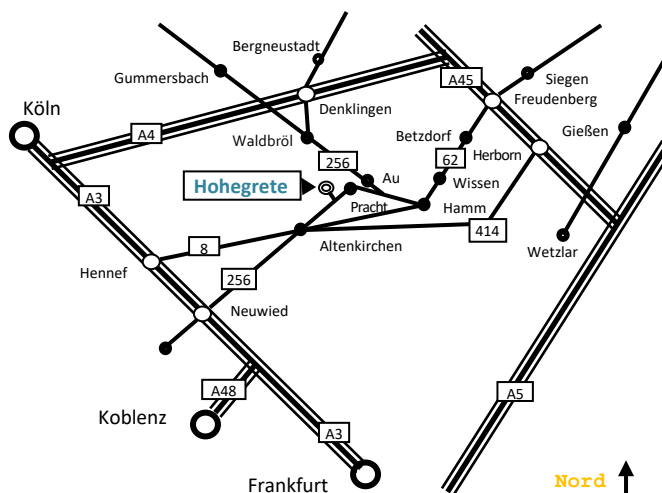 Bergneustadt
Gummersbach
A45
Siegen
Freudenberg
Köln
Denklingen
Gießen
A4
Waldbröl
Betzdorf
Herborn
256
62
Au
Hohegrete
Wissen
A3
Pracht
Hamm
Altenkirchen
414
Wetzlar
8
Hennef
256
Neuwied
A48
A5
Koblenz
A3
Frankfurt
Nord